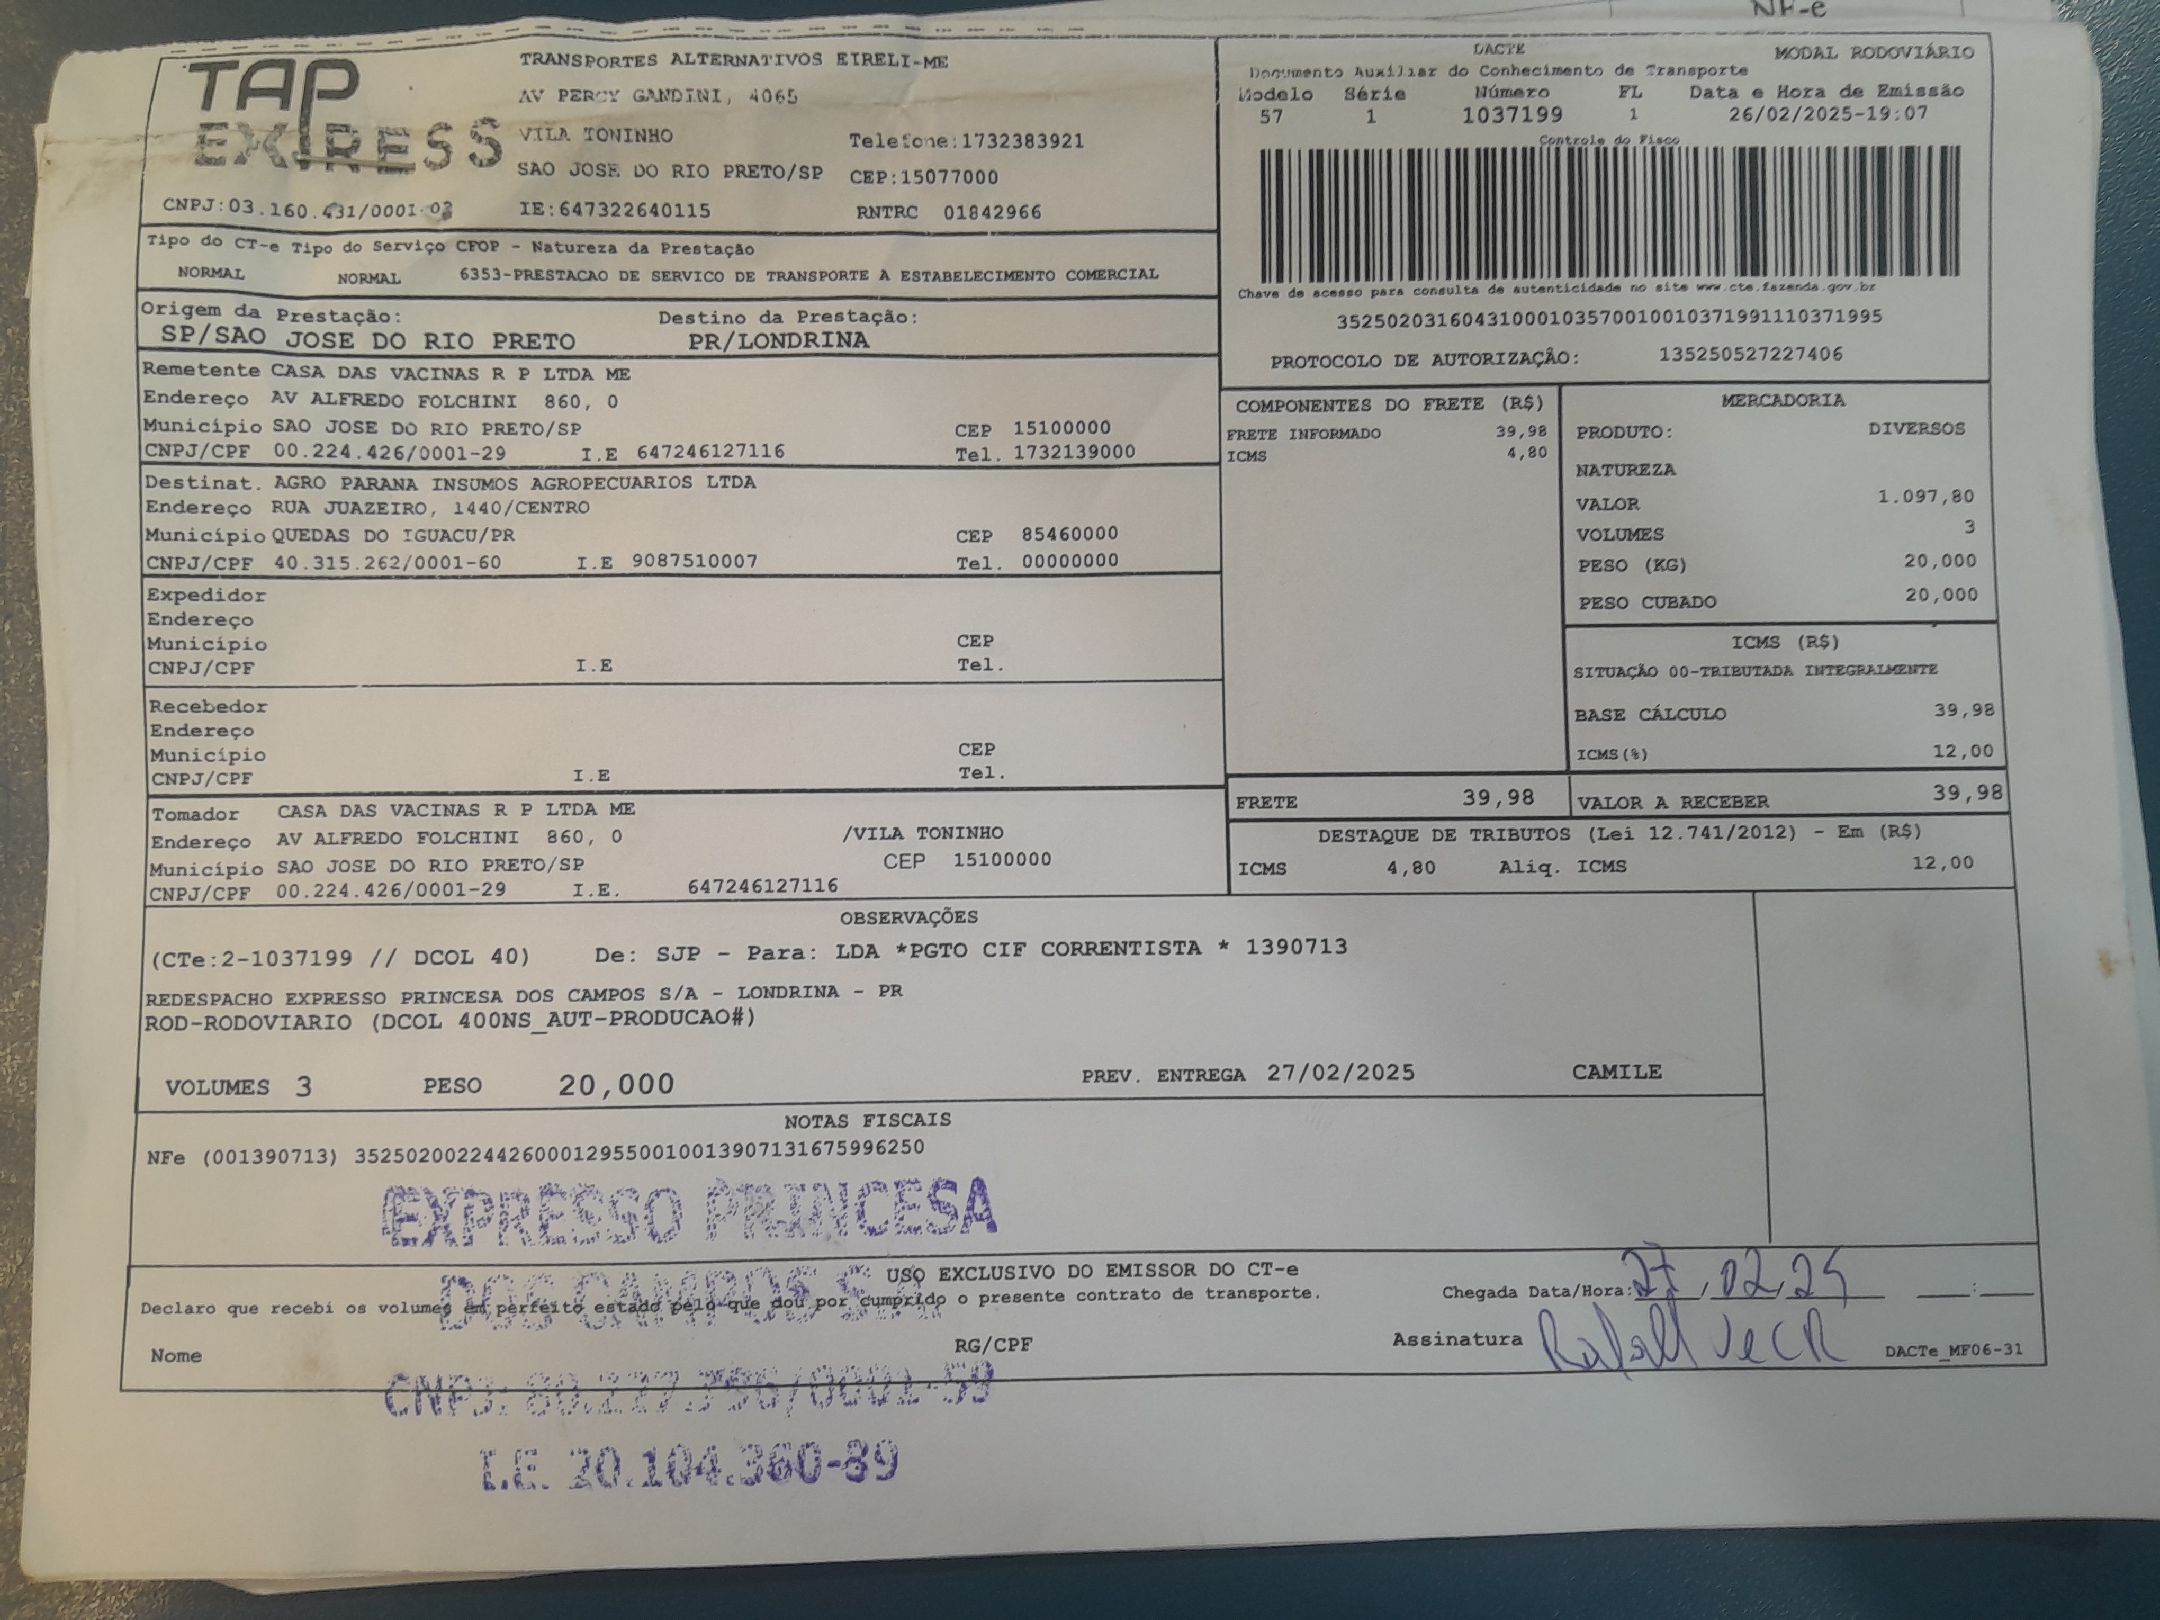 NF-e
TAP EXPRESS
TRANSPORTES ALTERNATIVOS EIRELI-ME
AV PERCY GANDINI, 4065
VILA TONINHO Telefone:1732383921
SAO JOSE DO RIO PRETO/SP CEP:15077000
CNPJ:03.160.431/0001-03 IE:647322640115 RNTRC 01842966
DACTE MODAL RODOVIÁRIO
Documento Auxiliar do Conhecimento de Transporte
Modelo Série Número FL Data e Hora de Emissão
57 1 1037199 1 26/02/2025-19:07
Controle do Fisco
Chave de acesso para consulta de autenticidade no site www.cte.fazenda.gov.br
35250203160431000103570010010371991110371995
PROTOCOLO DE AUTORIZAÇÃO: 135250527227406
Tipo do CT-e Tipo do Serviço CFOP - Natureza da Prestação
NORMAL NORMAL 6353-PRESTACAO DE SERVICO DE TRANSPORTE A ESTABELECIMENTO COMERCIAL
Origem da Prestação: Destino da Prestação:
SP/SAO JOSE DO RIO PRETO PR/LONDRINA
Remetente CASA DAS VACINAS R P LTDA ME
Endereço AV ALFREDO FOLCHINI 860, 0
Município SAO JOSE DO RIO PRETO/SP CEP 15100000
CNPJ/CPF 00.224.426/0001-29 I.E 647246127116 Tel. 1732139000
Destinat. AGRO PARANA INSUMOS AGROPECUARIOS LTDA
Endereço RUA JUAZEIRO, 1440/CENTRO
Município QUEDAS DO IGUACU/PR CEP 85460000
CNPJ/CPF 40.315.262/0001-60 I.E 9087510007 Tel. 00000000
Expedidor
Endereço
Município CEP
CNPJ/CPF I.E Tel.
Recebedor
Endereço
Município CEP
CNPJ/CPF I.E Tel.
Tomador CASA DAS VACINAS R P LTDA ME
Endereço AV ALFREDO FOLCHINI 860, 0 /VILA TONINHO
Município SAO JOSE DO RIO PRETO/SP CEP 15100000
CNPJ/CPF 00.224.426/0001-29 I.E. 647246127116
COMPONENTES DO FRETE (R$)
FRETE INFORMADO 39,98
ICMS 4,80
MERCADORIA
PRODUTO: DIVERSOS
NATUREZA
VALOR 1.097,80
VOLUMES 3
PESO (KG) 20,000
PESO CUBADO 20,000
ICMS (R$)
SITUAÇÃO 00-TRIBUTADA INTEGRALMENTE
BASE CÁLCULO 39,98
ICMS(%) 12,00
FRETE 39,98 VALOR A RECEBER 39,98
DESTAQUE DE TRIBUTOS (Lei 12.741/2012) - Em (R$)
ICMS 4,80 Aliq. ICMS 12,00
OBSERVAÇÕES
(CTe:2-1037199 // DCOL 40) De: SJP - Para: LDA *PGTO CIF CORRENTISTA * 1390713
REDESPACHO EXPRESSO PRINCESA DOS CAMPOS S/A - LONDRINA - PR
ROD-RODOVIARIO (DCOL 400NS_AUT-PRODUCAO#)
VOLUMES 3 PESO 20,000 PREV. ENTREGA 27/02/2025 CAMILE
NOTAS FISCAIS
NFe (001390713) 35250200224426000129550010013907131675996250
EXPRESSO PRINCESA
DOS CAMPOS S/A
USO EXCLUSIVO DO EMISSOR DO CT-e
Declaro que recebi os volumes em perfeito estado pelo que dou por cumprido o presente contrato de transporte.
Chegada Data/Hora: 27/02/25 __:__
Nome RG/CPF Assinatura DACTe_MF06-31
I.E. 20.104.360-89